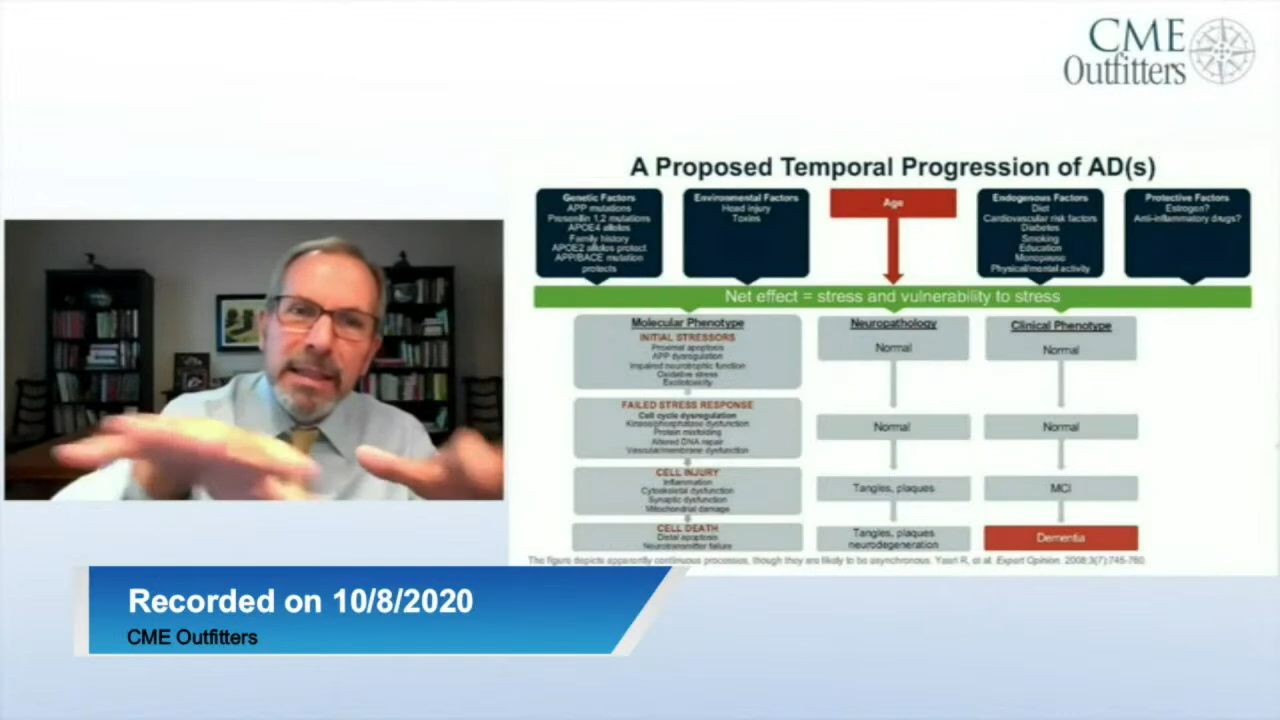 CME
Outfitters
A Proposed Temporal Progression of AD(s)
Genetic Factors
APP mutations
Presenilin 1,2 mutations
APOE4 alleles
Family history
APOE2 alleles protect
APP/BACE mutation
protects
Environmental Factors
Head injury
Toxins
Age
Endogenous Factors
Diet
Cardiovascular risk factors
Diabetes
Smoking
Education
Menopause
Physical/mental activity
Protective Factors
Estrogen?
Anti-inflammatory drugs?
Net effect = stress and vulnerability to stress
Molecular Phenotype
INITIAL STRESSORS
Proximal apoptosis
APP dysregulation
Impaired neurotrophic function
Oxidative stress
Excitotoxicity
FAILED STRESS RESPONSE
Cell cycle dysregulation
Kinase/phosphatase dysfunction
Protein misfolding
Altered DNA repair
Vascular/membrane dysfunction
CELL INJURY
Inflammation
Cytoskeletal dysfunction
Synaptic dysfunction
Mitochondrial damage
CELL DEATH
Distal apoptosis
Neurotransmitter failure
Neuropathology
Normal
Normal
Tangles, plaques
Tangles, plaques
neurodegeneration
Clinical Phenotype
Normal
Normal
MCI
Dementia
The figure depicts apparently continuous processes, though they are likely to be asynchronous. Yaari R, et al. Expert Opinion. 2008;3(7):745-760.
Recorded on 10/8/2020
CME Outfitters